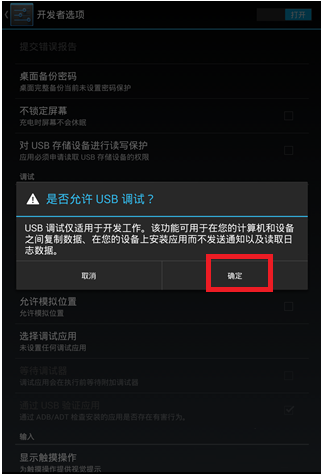 开发者选项
打开
提交错误报告
桌面备份密码
桌面完整备份当前未设置密码保护
不锁定屏幕
充电时屏幕不会休眠
对 USB 存储设备进行读写保护
应用必须申请读取 USB 存储设备的权限
调试
是否允许 USB 调试？
USB 调试仅适用于开发工作。该功能可用于在您的计算机和设备
之间复制数据、在您的设备上安装应用而不发送通知以及读取日
志数据。
取消
确定
允许模拟位置
允许模拟位置
选择调试应用
未设置任何调试应用
等待调试器
调试应用会在执行前等待附加调试器
通过 USB 验证应用
通过 ADB/ADT 检查安装的应用是否存在有害行为。
输入
显示触摸操作
为触摸操作提供视觉提示